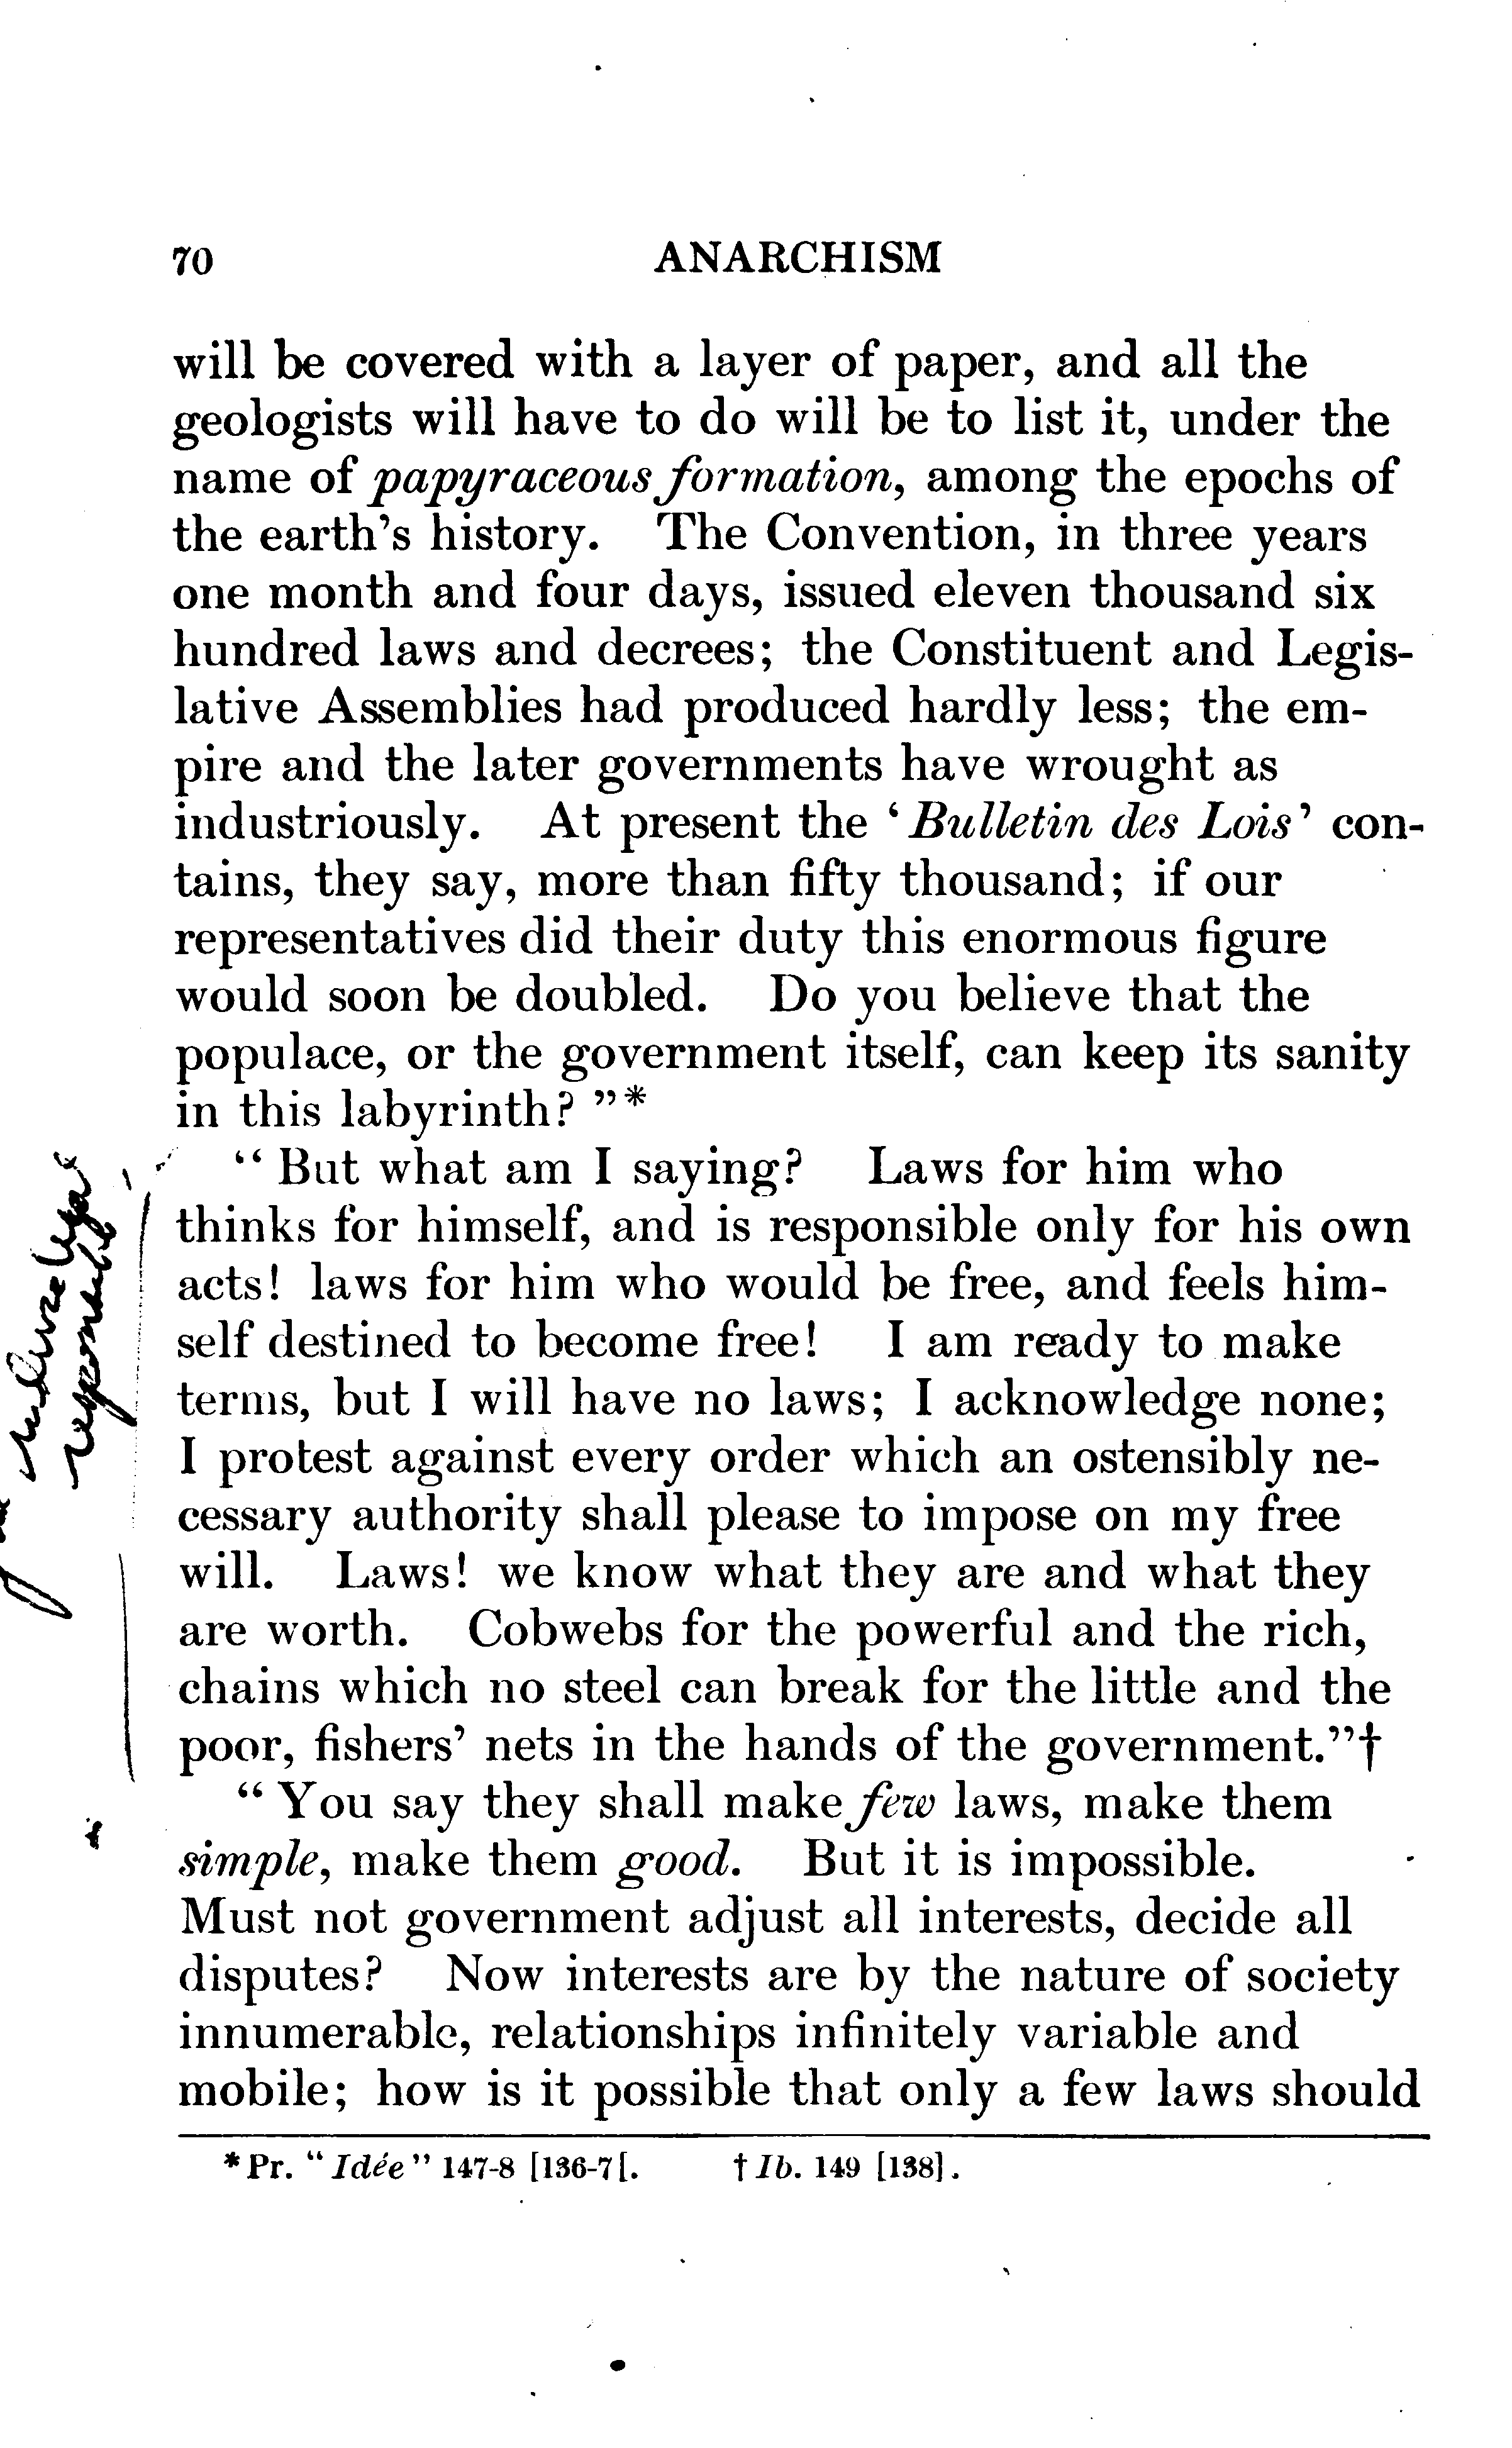 70 ANARCHISM
will be covered with a layer of paper, and all the
geologists will have to do will be to list it, under the
name of papyraceous formation, among the epochs of
the earth's history. The Convention, in three years
one month and four days, issued eleven thousand six
hundred laws and decrees; the Constituent and Legis-
lative Assemblies had produced hardly less; the em-
pire and the later governments have wrought as
industriously. At present the ‘Bulletin des Lois’ con-
tains, they say, more than fifty thousand; if our
representatives did their duty this enormous figure
would soon be doubled. Do you believe that the
populace, or the government itself, can keep its sanity
in this labyrinth? ”*
“But what am I saying? Laws for him who
thinks for himself, and is responsible only for his own
acts! laws for him who would be free, and feels him-
self destined to become free! I am ready to make
terms, but I will have no laws; I acknowledge none;
I protest against every order which an ostensibly ne-
cessary authority shall please to impose on my free
will. Laws! we know what they are and what they
are worth. Cobwebs for the powerful and the rich,
chains which no steel can break for the little and the
poor, fishers' nets in the hands of the government.”†
“You say they shall make few laws, make them
simple, make them good. But it is impossible.
Must not government adjust all interests, decide all
disputes? Now interests are by the nature of society
innumerable, relationships infinitely variable and
mobile; how is it possible that only a few laws should
*Pr. “Idée” 147-8 [136-7[. †Ib. 149 [138].